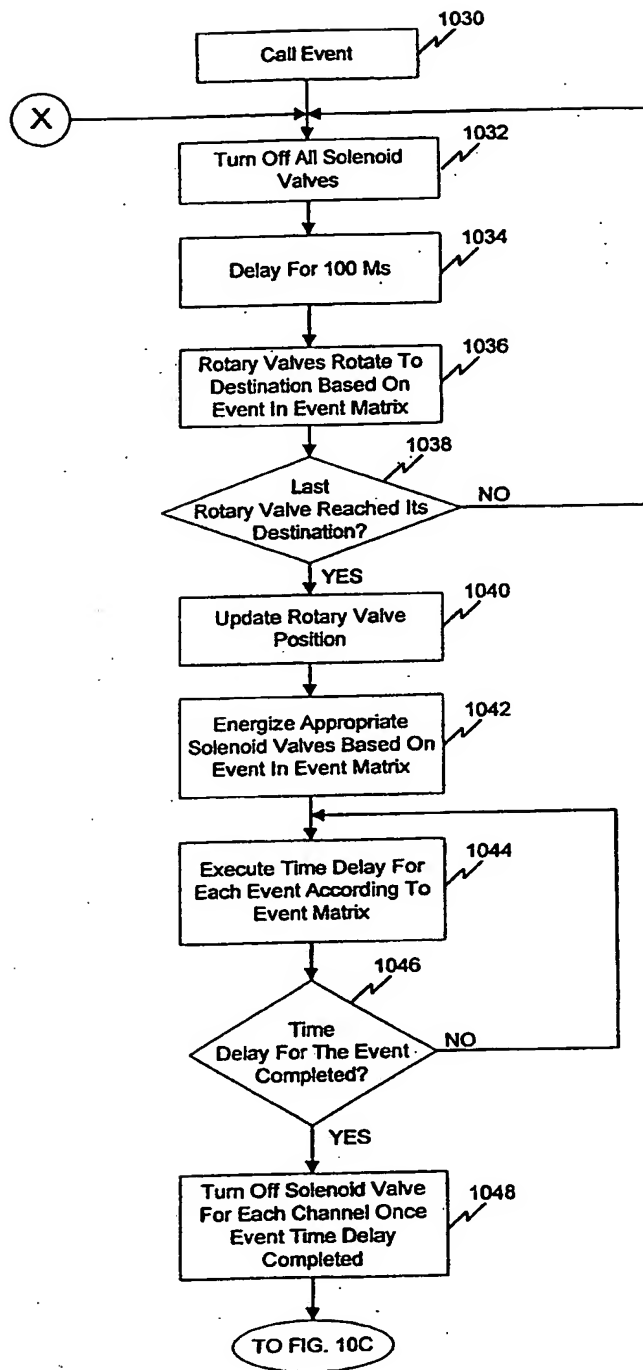 1030
Call Event
X
1032
Turn Off All Solenoid
Valves
1034
Delay For 100 Ms
1036
Rotary Valves Rotate To
Destination Based On
Event In Event Matrix
1038
Last
Rotary Valve Reached Its
Destination?
NO
YES
1040
Update Rotary Valve
Position
1042
Energize Appropriate
Solenoid Valves Based On
Event In Event Matrix
1044
Execute Time Delay For
Each Event According To
Event Matrix
1046
Time
Delay For The Event
Completed?
NO
YES
1048
Turn Off Solenoid Valve
For Each Channel Once
Event Time Delay
Completed
TO FIG. 10C